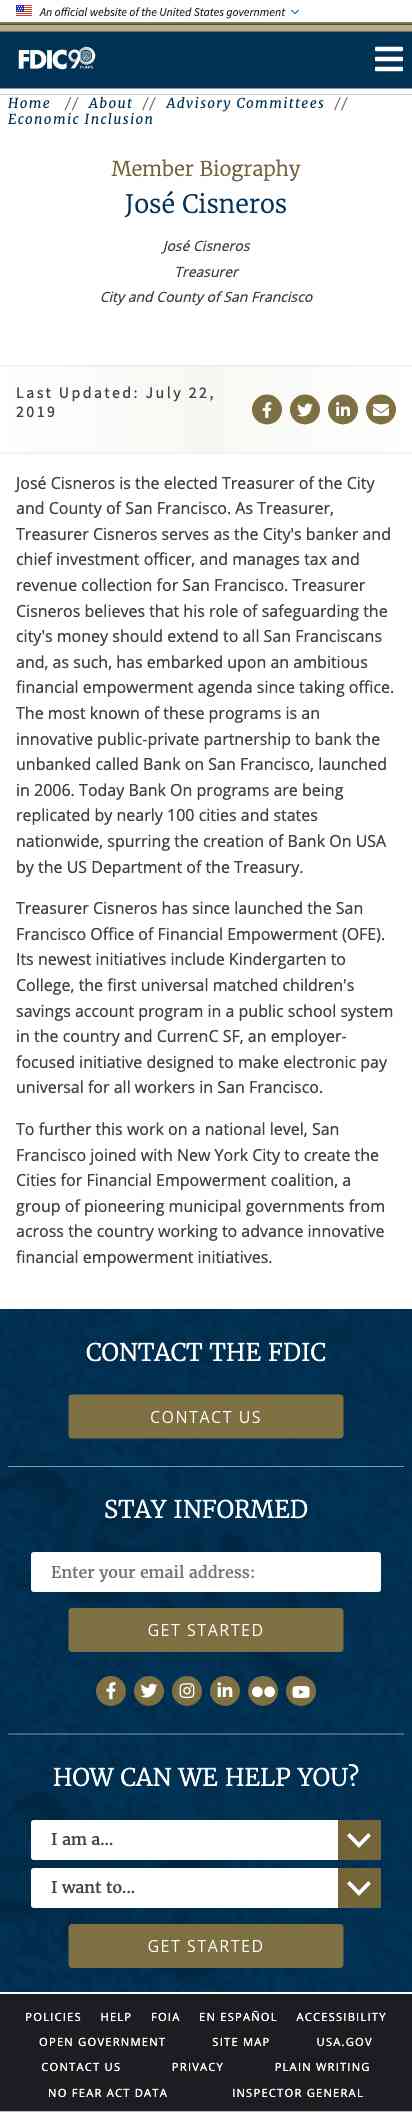 An official website of the United States government
FDIC 90
Home // About // Advisory Committees //
Economic Inclusion
Member Biography
José Cisneros
José Cisneros
Treasurer
City and County of San Francisco
Last Updated: July 22,
2019
José Cisneros is the elected Treasurer of the City
and County of San Francisco. As Treasurer,
Treasurer Cisneros serves as the City's banker and
chief investment officer, and manages tax and
revenue collection for San Francisco. Treasurer
Cisneros believes that his role of safeguarding the
city's money should extend to all San Franciscans
and, as such, has embarked upon an ambitious
financial empowerment agenda since taking office.
The most known of these programs is an
innovative public-private partnership to bank the
unbanked called Bank on San Francisco, launched
in 2006. Today Bank On programs are being
replicated by nearly 100 cities and states
nationwide, spurring the creation of Bank On USA
by the US Department of the Treasury.
Treasurer Cisneros has since launched the San
Francisco Office of Financial Empowerment (OFE).
Its newest initiatives include Kindergarten to
College, the first universal matched children's
savings account program in a public school system
in the country and CurrenC SF, an employer-
focused initiative designed to make electronic pay
universal for all workers in San Francisco.
To further this work on a national level, San
Francisco joined with New York City to create the
Cities for Financial Empowerment coalition, a
group of pioneering municipal governments from
across the country working to advance innovative
financial empowerment initiatives.
CONTACT THE FDIC
CONTACT US
STAY INFORMED
Enter your email address:
GET STARTED
HOW CAN WE HELP YOU?
I am a...
I want to...
GET STARTED
POLICIES HELP FOIA EN ESPAÑOL ACCESSIBILITY
OPEN GOVERNMENT SITE MAP USA.GOV
CONTACT US PRIVACY PLAIN WRITING
NO FEAR ACT DATA INSPECTOR GENERAL